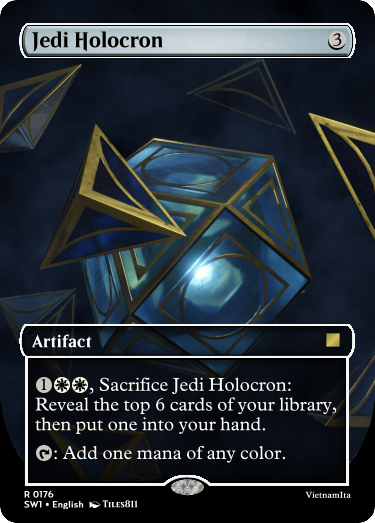 Jedi Holocron 3
Artifact
1, Sacrifice Jedi Holocron:
Reveal the top 6 cards of your library,
then put one into your hand.
: Add one mana of any color.
R 0176 VietnamIta
SW1 • English Tiles811